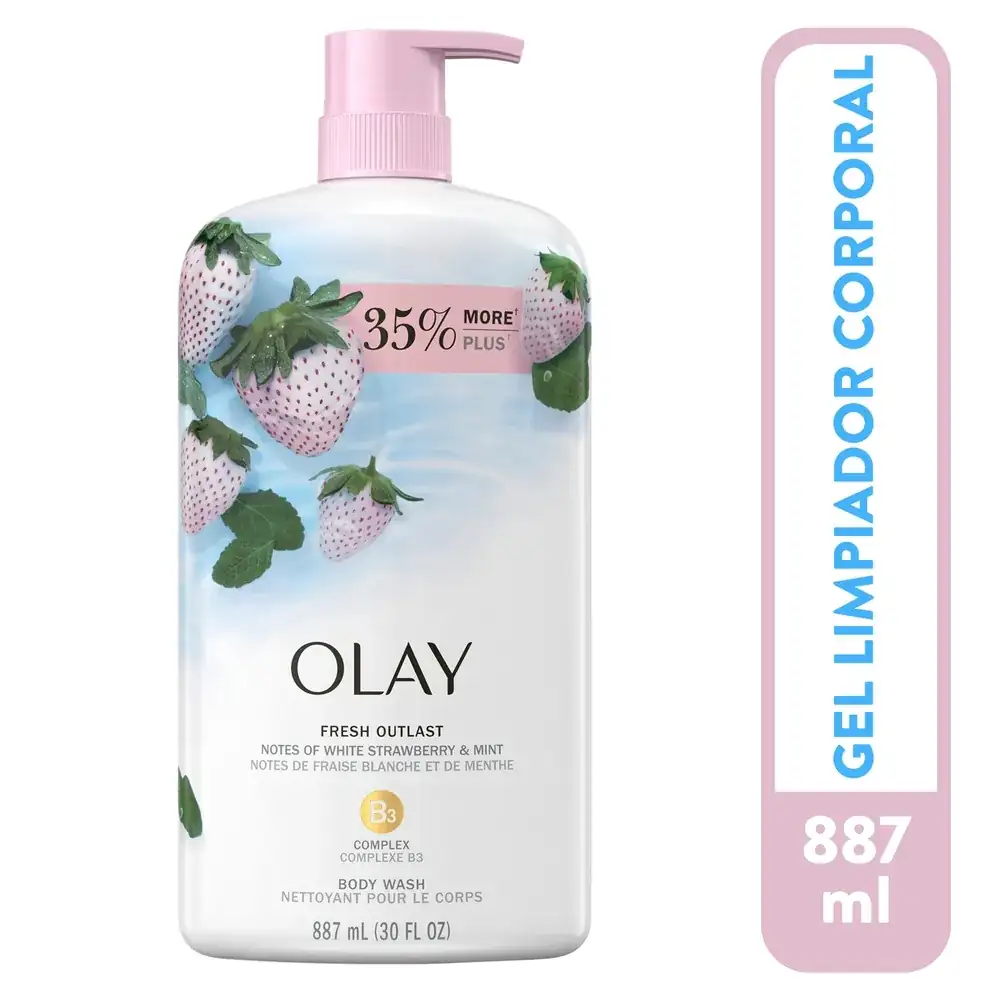 35% MORE†
PLUS†
OLAY
FRESH OUTLAST
NOTES OF WHITE STRAWBERRY & MINT
NOTES DE FRAISE BLANCHE ET DE MENTHE
B3
COMPLEX
COMPLEXE B3
BODY WASH
NETTOYANT POUR LE CORPS
887 mL (30 FL OZ)
GEL LIMPIADOR CORPORAL
887
ml